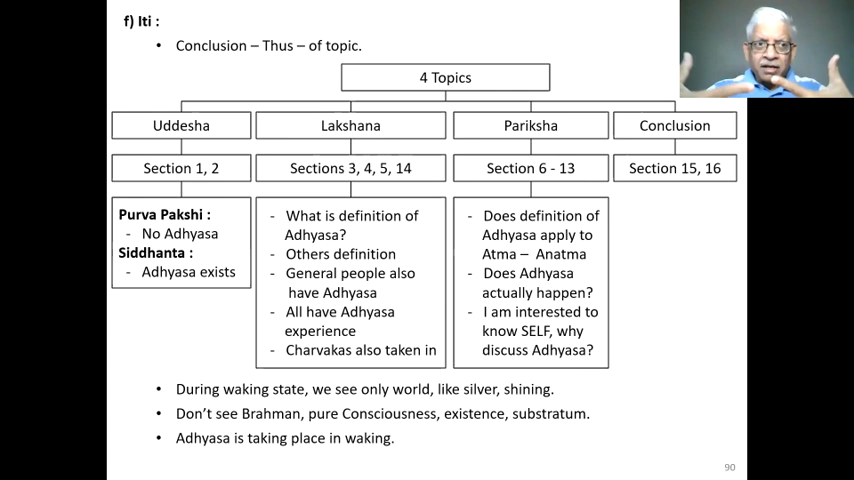 f) Iti :
• Conclusion – Thus – of topic.
4 Topics
Uddesha
Lakshana
Pariksha
Conclusion
Section 1, 2
Sections 3, 4, 5, 14
Section 6 - 13
Section 15, 16
Purva Pakshi :
- No Adhyasa
Siddhanta :
- Adhyasa exists
- What is definition of
Adhyasa?
- Others definition
- General people also
have Adhyasa
- All have Adhyasa
experience
- Charvakas also taken in
- Does definition of
Adhyasa apply to
Atma – Anatma
- Does Adhyasa
actually happen?
- I am interested to
know SELF, why
discuss Adhyasa?
• During waking state, we see only world, like silver, shining.
• Don’t see Brahman, pure Consciousness, existence, substratum.
• Adhyasa is taking place in waking.
90